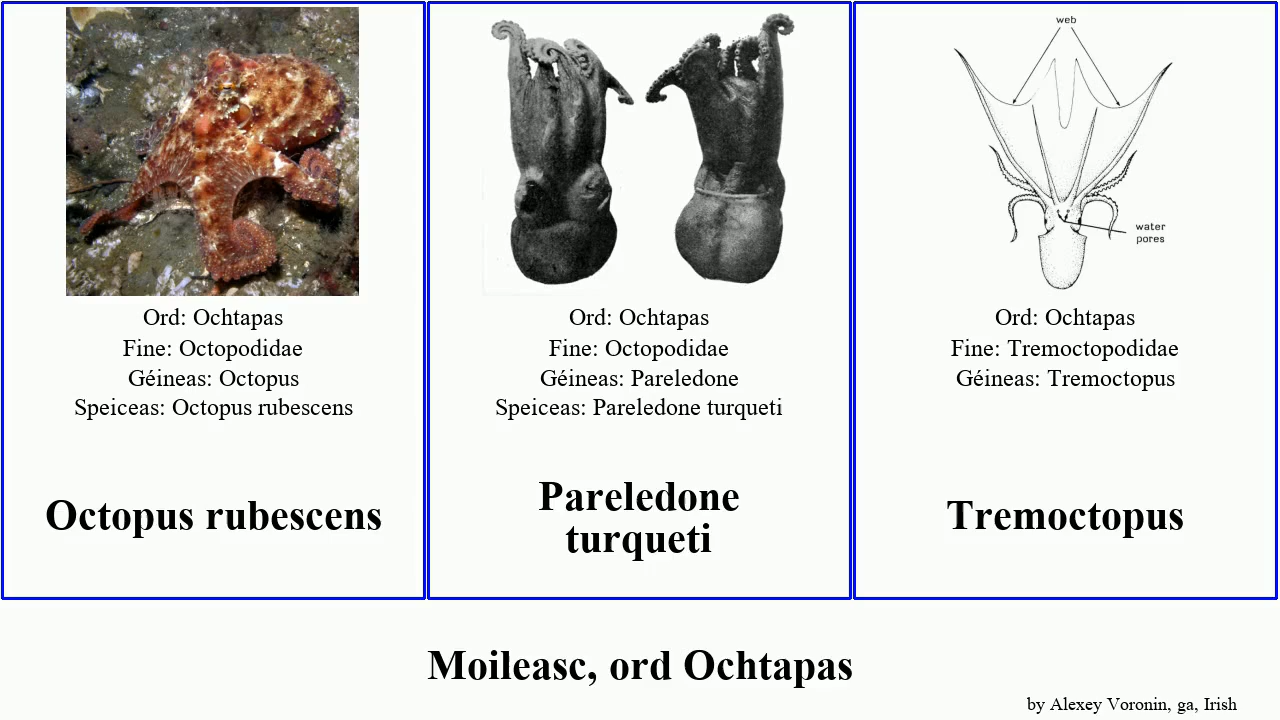 Ord: Ochtapas
Fine: Octopodidae
Géineas: Octopus
Speiceas: Octopus rubescens
Octopus rubescens
Ord: Ochtapas
Fine: Octopodidae
Géineas: Pareledone
Speiceas: Pareledone turqueti
Pareledone
turqueti
web
water
pores
Ord: Ochtapas
Fine: Tremoctopodidae
Géineas: Tremoctopus
Tremoctopus
Moileasc, ord Ochtapas
by Alexey Voronin, ga, Irish